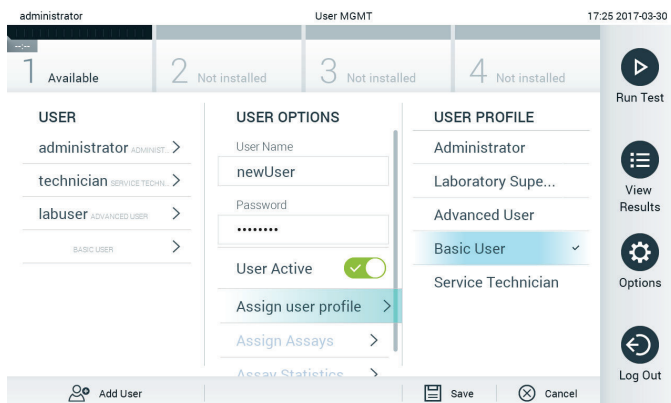 administrator User MGMT 17:25 2017-03-30
--:--
1 Available 2 Not installed 3 Not installed 4 Not installed
Run Test
View
Results
Options
Log Out
USER
administrator ADMINIST...
technician SERVICE TECHN...
labuser ADVANCED USER
BASIC USER
USER OPTIONS
User Name
newUser
Password
••••••••
User Active
Assign user profile
Assign Assays
Assay Statistics
USER PROFILE
Administrator
Laboratory Supe...
Advanced User
Basic User
Service Technician
Add User Save Cancel